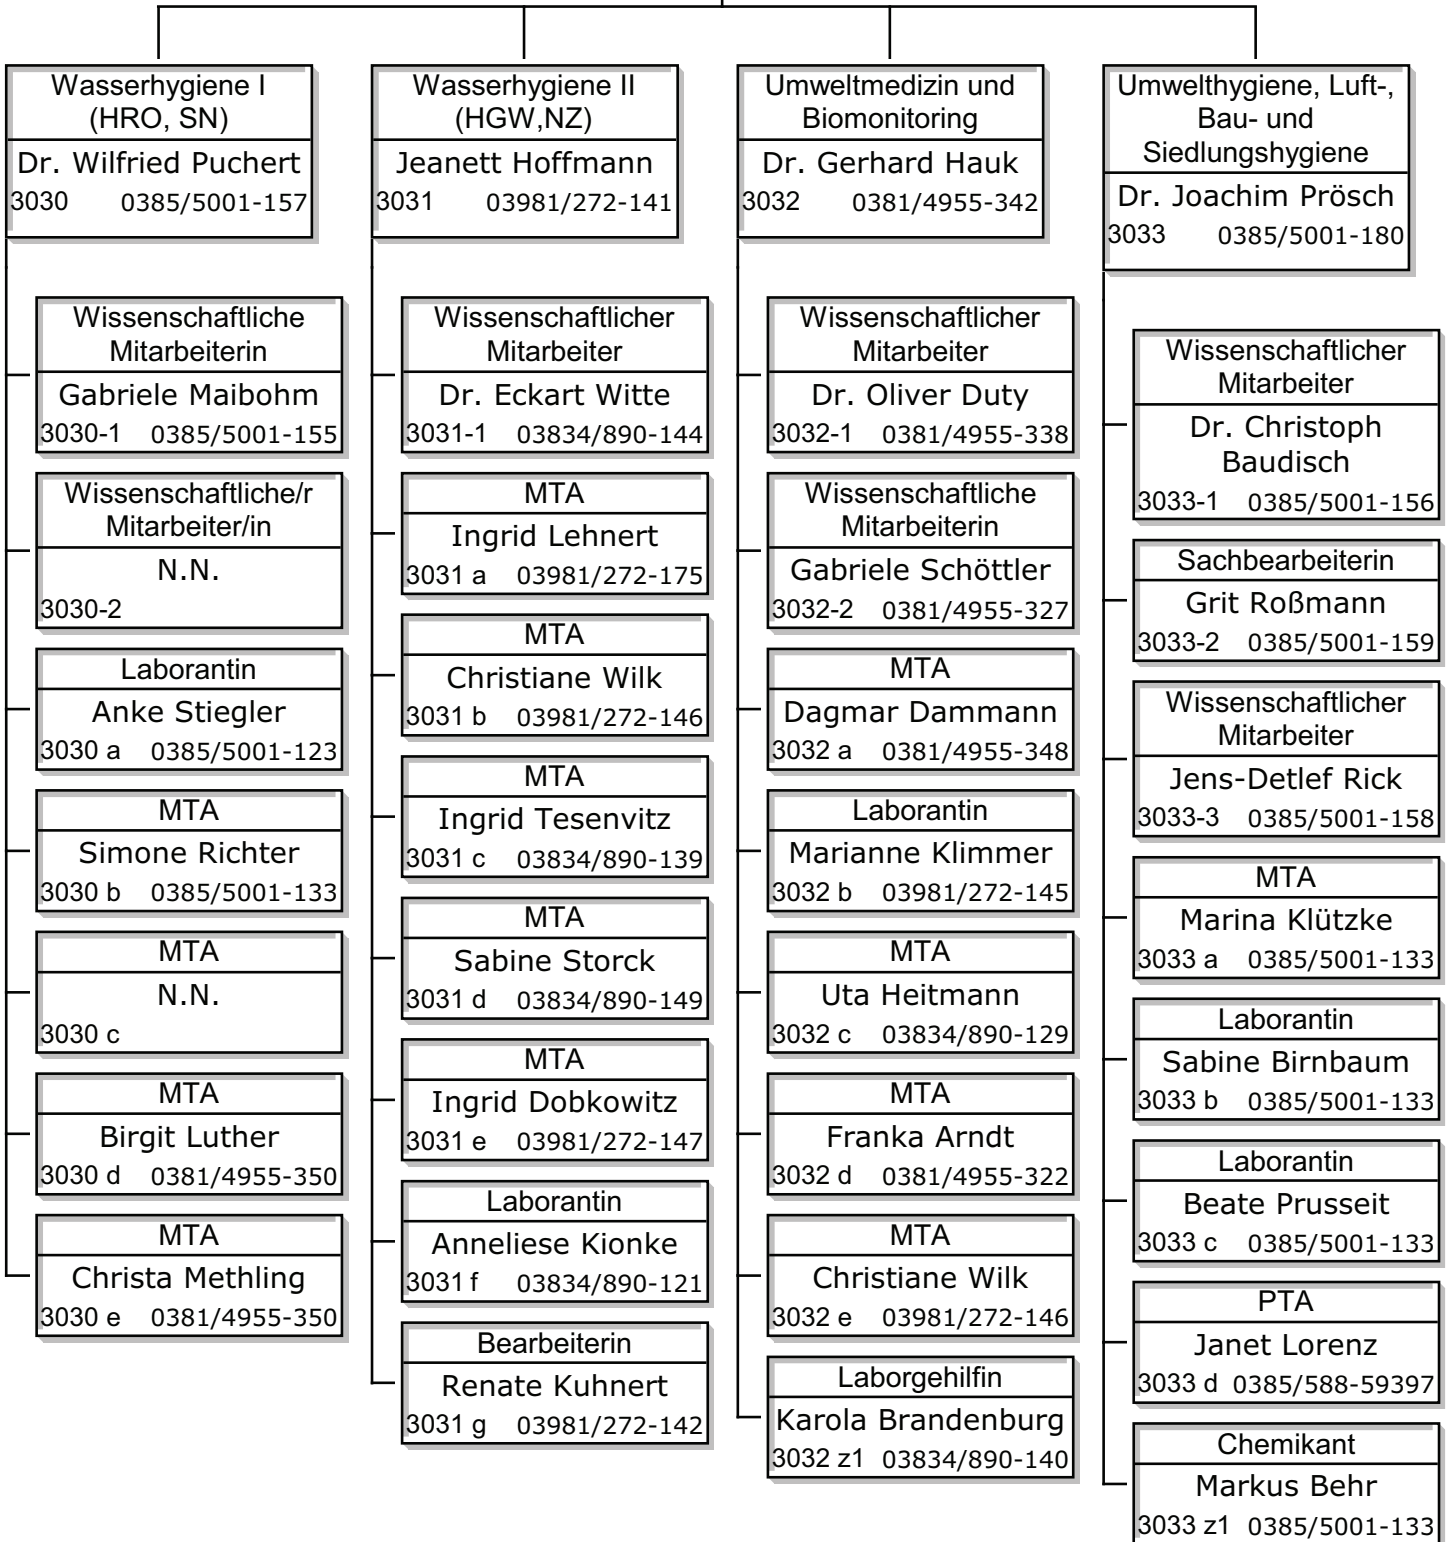 Wasserhygiene I
(HRO, SN)
Dr. Wilfried Puchert
3030 0385/5001-157
Wissenschaftliche
Mitarbeiterin
Gabriele Maibohm
3030-1 0385/5001-155
Wissenschaftliche/r
Mitarbeiter/in
N.N.
3030-2
Laborantin
Anke Stiegler
3030 a 0385/5001-123
MTA
Simone Richter
3030 b 0385/5001-133
MTA
N.N.
3030 c
MTA
Birgit Luther
3030 d 0381/4955-350
MTA
Christa Methling
3030 e 0381/4955-350
Wasserhygiene II
(HGW,NZ)
Jeanett Hoffmann
3031 03981/272-141
Wissenschaftlicher
Mitarbeiter
Dr. Eckart Witte
3031-1 03834/890-144
MTA
Ingrid Lehnert
3031 a 03981/272-175
MTA
Christiane Wilk
3031 b 03981/272-146
MTA
Ingrid Tesenvitz
3031 c 03834/890-139
MTA
Sabine Storck
3031 d 03834/890-149
MTA
Ingrid Dobkowitz
3031 e 03981/272-147
Laborantin
Anneliese Kionke
3031 f 03834/890-121
Bearbeiterin
Renate Kuhnert
3031 g 03981/272-142
Umweltmedizin und
Biomonitoring
Dr. Gerhard Hauk
3032 0381/4955-342
Wissenschaftlicher
Mitarbeiter
Dr. Oliver Duty
3032-1 0381/4955-338
Wissenschaftliche
Mitarbeiterin
Gabriele Schöttler
3032-2 0381/4955-327
MTA
Dagmar Dammann
3032 a 0381/4955-348
Laborantin
Marianne Klimmer
3032 b 03981/272-145
MTA
Uta Heitmann
3032 c 03834/890-129
MTA
Franka Arndt
3032 d 0381/4955-322
MTA
Christiane Wilk
3032 e 03981/272-146
Laborgehilfin
Karola Brandenburg
3032 z1 03834/890-140
Umwelthygiene, Luft-,
Bau- und
Siedlungshygiene
Dr. Joachim Prösch
3033 0385/5001-180
Wissenschaftlicher
Mitarbeiter
Dr. Christoph
Baudisch
3033-1 0385/5001-156
Sachbearbeiterin
Grit Roßmann
3033-2 0385/5001-159
Wissenschaftlicher
Mitarbeiter
Jens-Detlef Rick
3033-3 0385/5001-158
MTA
Marina Klützke
3033 a 0385/5001-133
Laborantin
Sabine Birnbaum
3033 b 0385/5001-133
Laborantin
Beate Prusseit
3033 c 0385/5001-133
PTA
Janet Lorenz
3033 d 0385/588-59397
Chemikant
Markus Behr
3033 z1 0385/5001-133